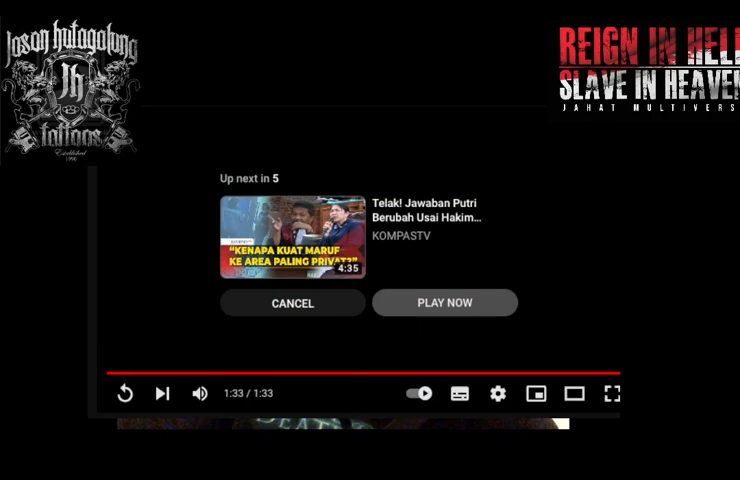 Jason hutagalung
Jh
tattoos
Established
1996
REIGN IN HELL
SLAVE IN HEAVEN
JAHAT MULTIVERS
Up next in 5
Telak! Jawaban Putri
Berubah Usai Hakim...
KOMPASTV
"KENAPA KUAT MARUF
KE AREA PALING PRIVAT?"
4:35
CANCEL
PLAY NOW
1:33 / 1:33